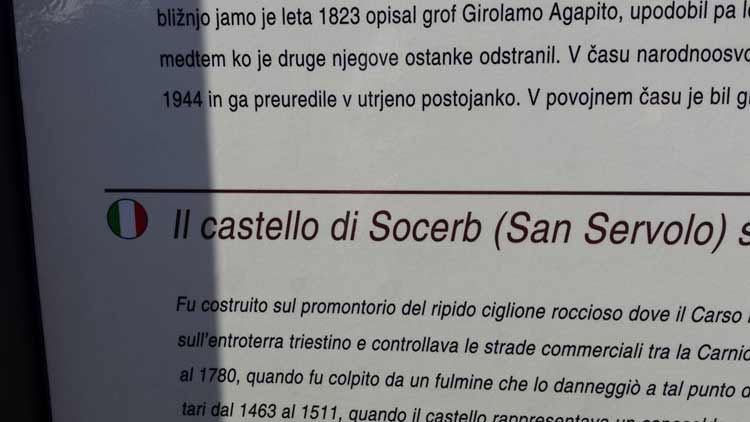 bližnjo jamo je leta 1823 opisal grof Girolamo Agapito, upodobil pa
medtem ko je druge njegove ostanke odstranil. V času
1944 in ga preuredile v utrjeno postojanko. V povojnem času je bil
Il castello di Socerb (San Servolo)
Fu costruito sul promontorio del ripido ciglione roccioso dove il Carso
sull'entroterra triestino e controllava le strade commerciali tra la
al 1780, quando fu colpito da un fulmine che lo danneggiò a tal punto
tari dal 1463 al 1511, quando il castello rappresentava un